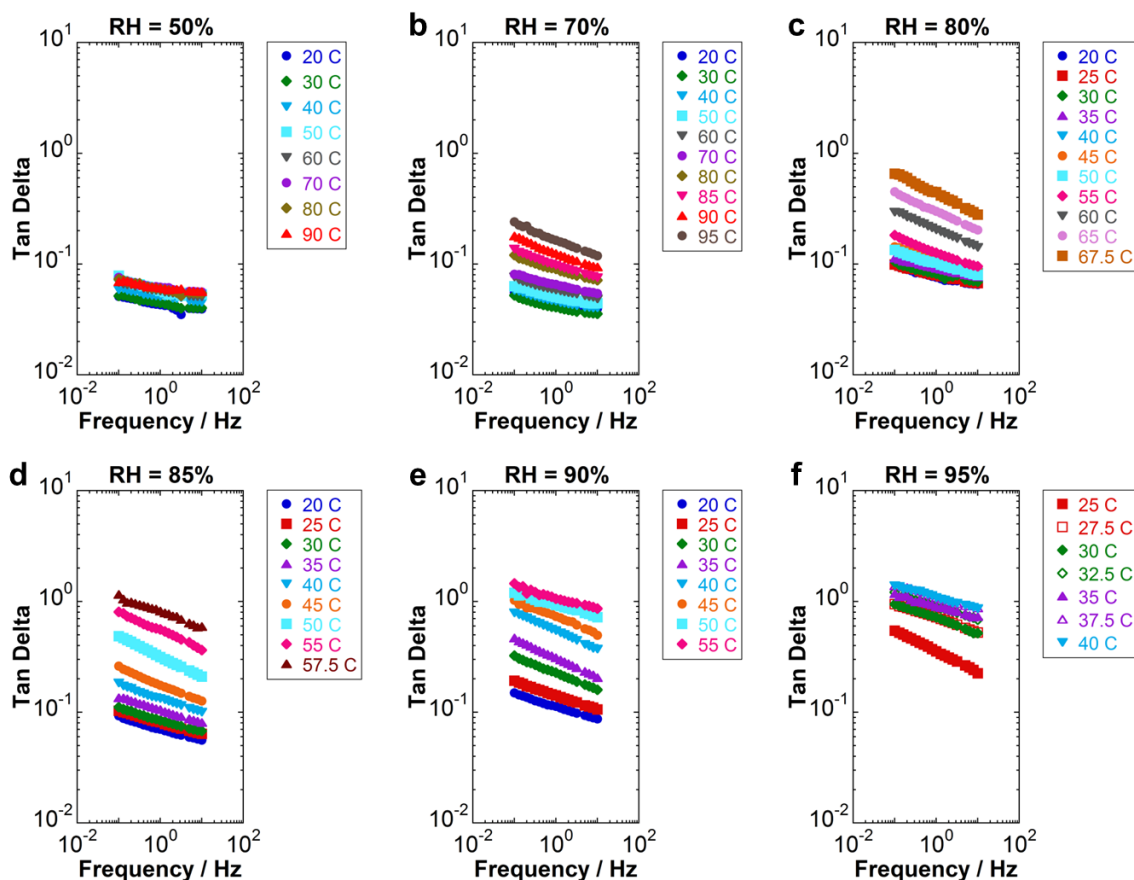 RH = 50%
10^1
10^0
10^-1
10^-2
Tan Delta
10^-2
10^0
10^2
Frequency / Hz
20 C
30 C
40 C
50 C
60 C
70 C
80 C
90 C
b
RH = 70%
10^1
10^0
10^-1
10^-2
Tan Delta
10^-2
10^0
10^2
Frequency / Hz
20 C
30 C
40 C
50 C
60 C
70 C
80 C
85 C
90 C
95 C
c
RH = 80%
10^1
10^0
10^-1
10^-2
Tan Delta
10^-2
10^0
10^2
Frequency / Hz
20 C
25 C
30 C
35 C
40 C
45 C
50 C
55 C
60 C
65 C
67.5 C
d
RH = 85%
10^1
10^0
10^-1
10^-2
Tan Delta
10^-2
10^0
10^2
Frequency / Hz
20 C
25 C
30 C
35 C
40 C
45 C
50 C
55 C
57.5 C
e
RH = 90%
10^1
10^0
10^-1
10^-2
Tan Delta
10^-2
10^0
10^2
Frequency / Hz
20 C
25 C
30 C
35 C
40 C
45 C
50 C
55 C
f
RH = 95%
10^1
10^0
10^-1
10^-2
Tan Delta
10^-2
10^0
10^2
Frequency / Hz
25 C
27.5 C
30 C
32.5 C
35 C
37.5 C
40 C